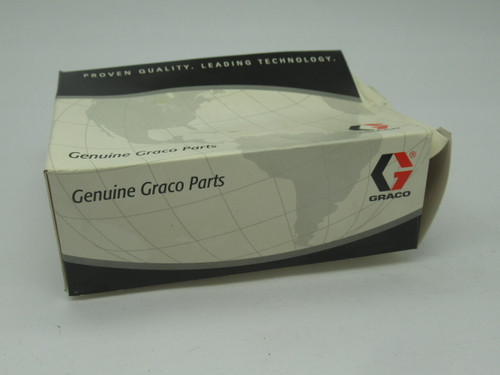 PROVEN QUALITY. LEADING TECHNOLOGY.
Genuine Graco Parts
Genuine Graco Parts
GRACO